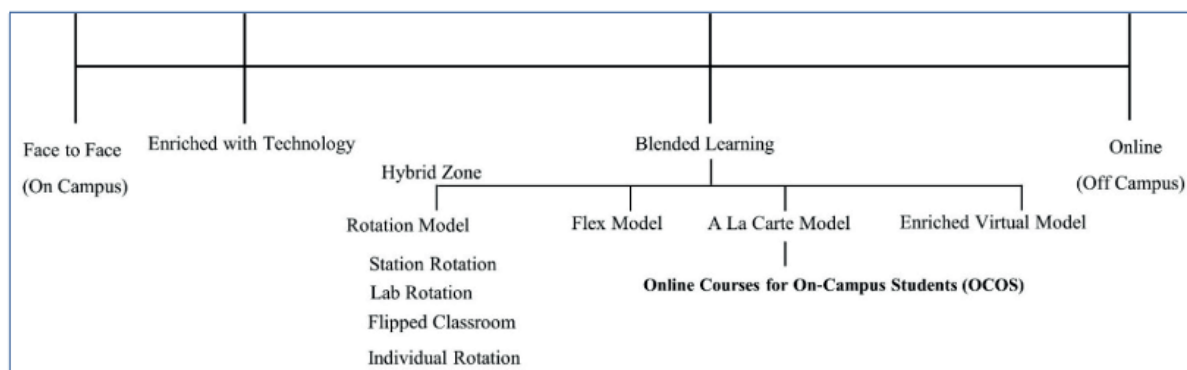 Face to Face
(On Campus)
Enriched with Technology
Blended Learning
Online
(Off Campus)
Hybrid Zone
Rotation Model
Flex Model
A La Carte Model
Enriched Virtual Model
Station Rotation
Lab Rotation
Flipped Classroom
Individual Rotation
Online Courses for On-Campus Students (OCOS)